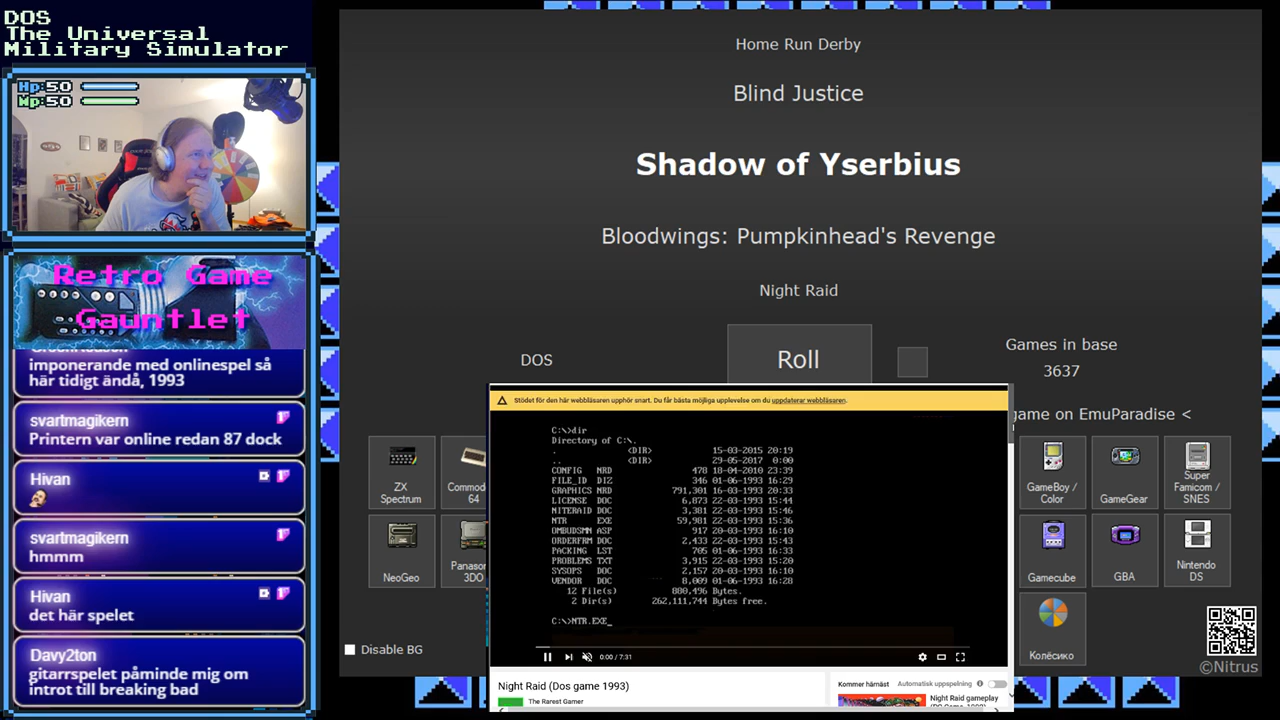 DOS
The Universal
Military Simulator
Hp:50
Mp:50
Retro Game
Gauntlet
imponerande med onlinespel så
här tidigt ändå, 1993
svartmagikern
Printern var online redan 87 dock
Hivan
svartmagikern
hmmm
Hivan
det här spelet
Davy2ton
gitarrspelet påminde mig om
introt till breaking bad
Home Run Derby
Blind Justice
Shadow of Yserbius
Bloodwings: Pumpkinhead's Revenge
Night Raid
DOS
Roll
Games in base
3637
game on EmuParadise <
ZX
Spectrum
Commod
64
NeoGeo
Panaso
3DO
GameBoy /
Color
GameGear
Super
Famicom /
SNES
Gamecube
GBA
Nintendo
DS
Колёсико
Disable BG
©Nitrus
Stödet för den här webbläsaren upphör snart. Du får bästa möjliga upplevelse om du uppdaterar webbläsaren.
C:\>dir
Directory of C:\.
. <DIR> 15-03-2015 20:19
.. <DIR> 29-05-2017 0:00
CONFIG NRD 478 18-04-2010 23:39
FILE_ID DIZ 346 01-06-1993 16:29
GRAPHICS NRD 791,301 16-03-1993 20:33
LICENSE DOC 6,873 22-03-1993 15:44
NITERAID DOC 3,381 22-03-1993 15:46
NTR EXE 59,981 22-03-1993 15:36
OMBUDSMN ASP 917 20-03-1993 16:10
ORDERFRM DOC 2,433 22-03-1993 15:43
PACKING LST 705 01-06-1993 16:33
PROBLEMS TXT 3,915 22-03-1993 15:20
SYSOPS DOC 2,157 20-03-1993 16:10
VENDOR DOC 8,009 01-06-1993 16:28
12 File(s) 880,496 Bytes.
2 Dir(s) 262,111,744 Bytes free.
C:\>NTR.EXE_
0:00 / 7:31
Night Raid (Dos game 1993)
The Rarest Gamer
Kommer härnäst
Automatisk uppspelning
Night Raid gameplay